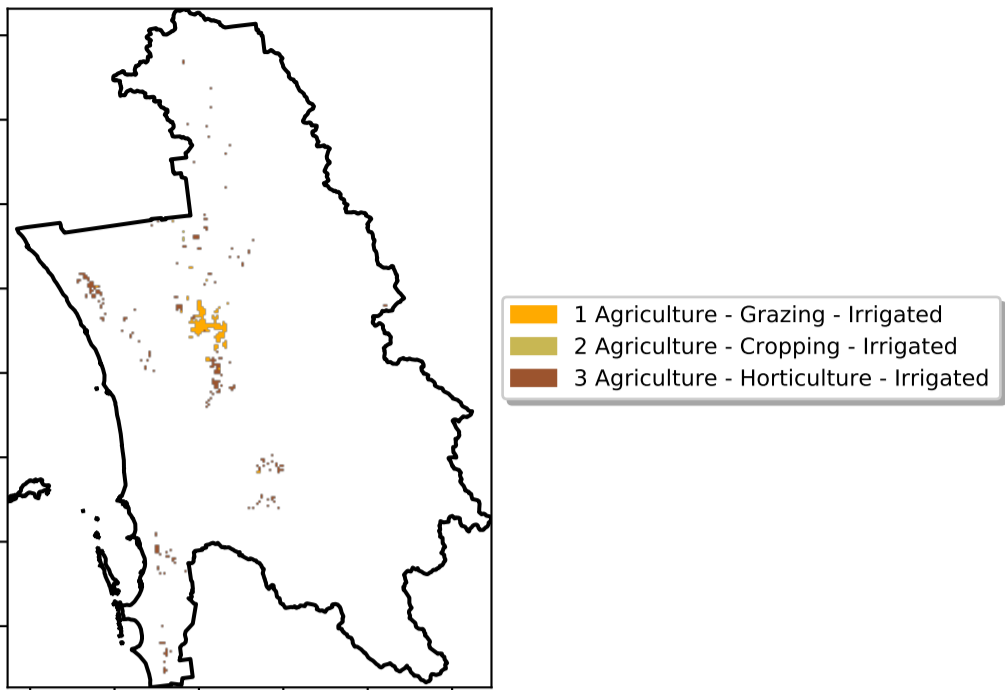 1 Agriculture - Grazing - Irrigated
2 Agriculture - Cropping - Irrigated
3 Agriculture - Horticulture - Irrigated